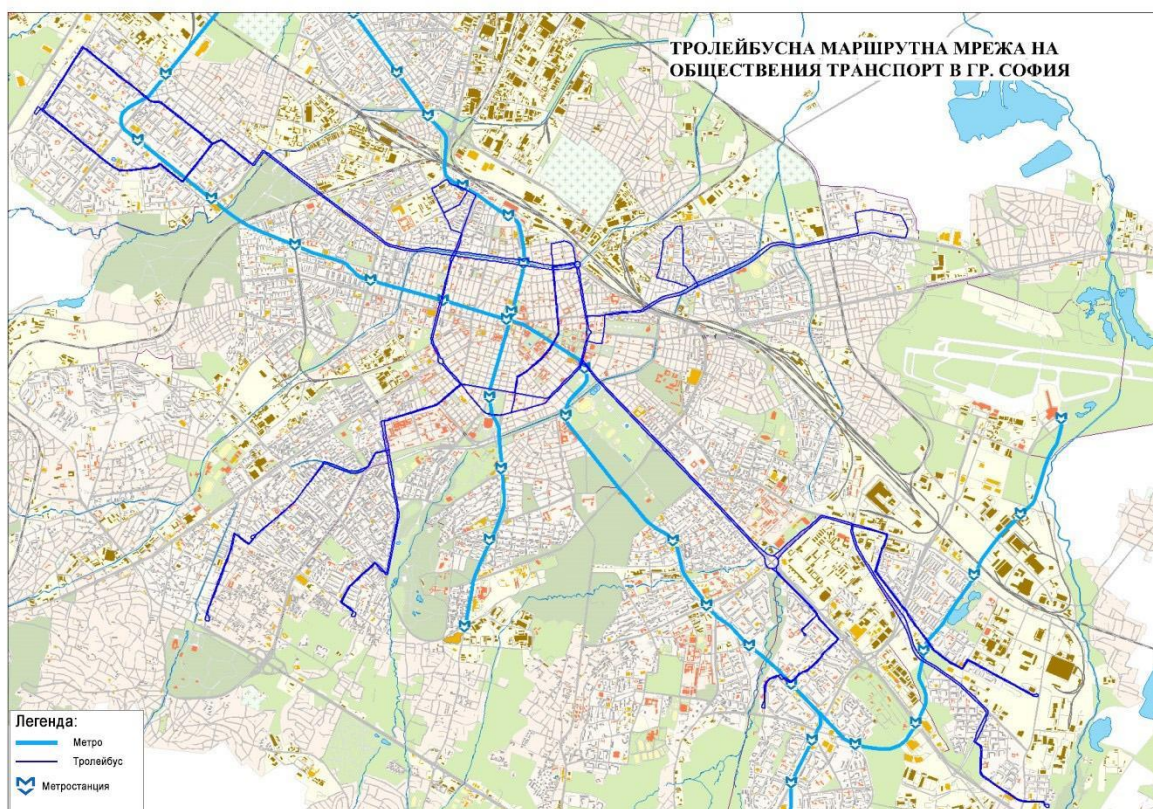 ТРОЛЕЙБУСНА МАРШРУТНА МРЕЖА НА
ОБЩЕСТВЕНИЯ ТРАНСПОРТ В ГР. СОФИЯ
Легенда:
Метро
Тролейбус
Метростанция